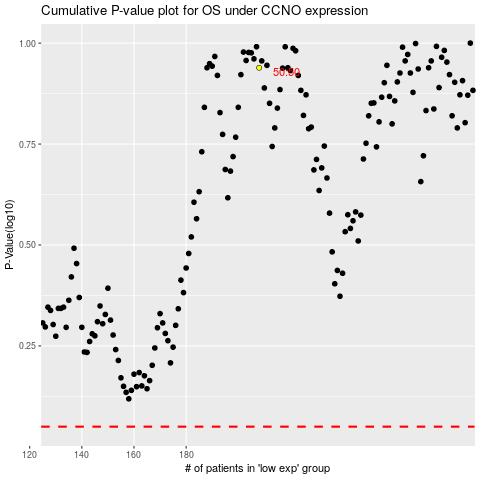 Cumulative P-value plot for OS under CCNO expression
P-Value(log10)
1.00
0.75
0.50
0.25
50.50
120 140 160 180
# of patients in 'low exp' group